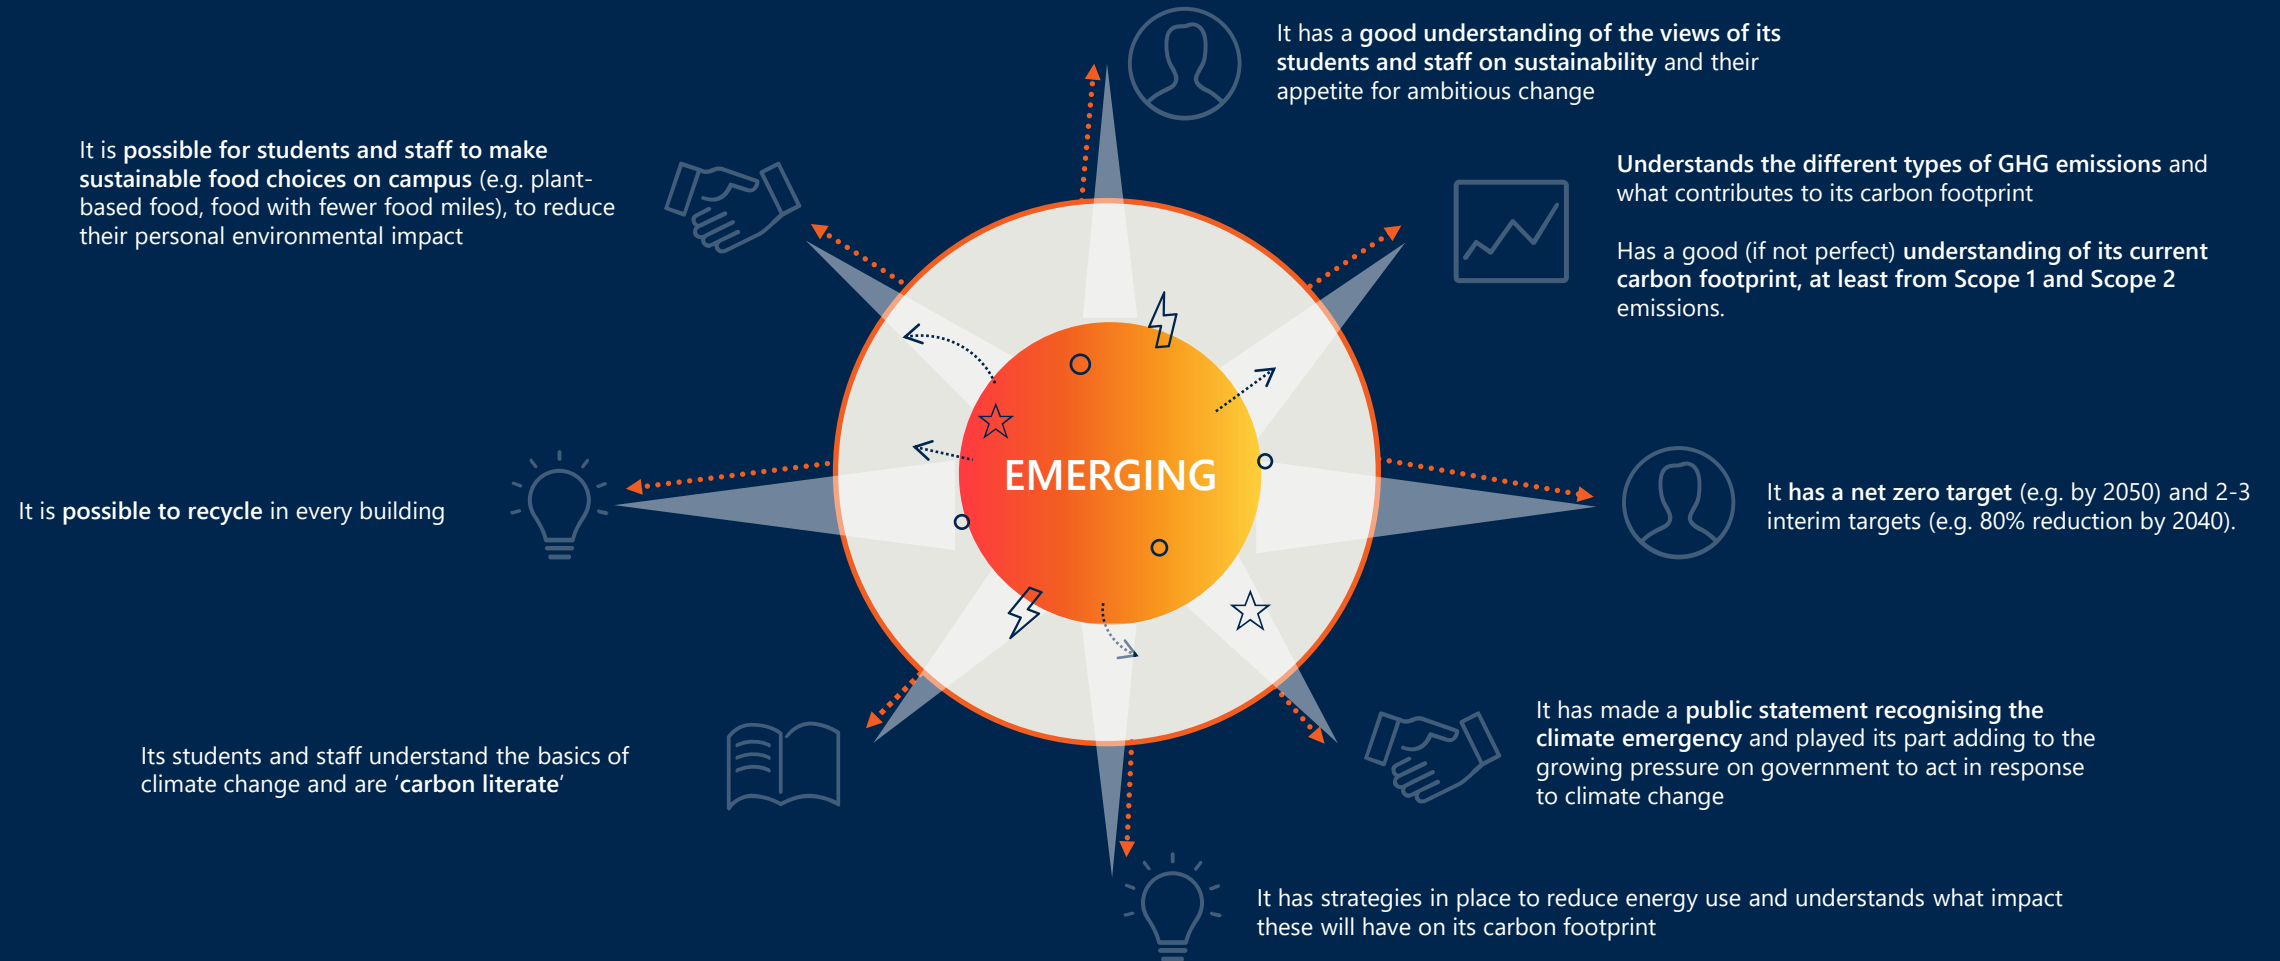 It has a good understanding of the views of its
students and staff on sustainability and their
appetite for ambitious change
It is possible for students and staff to make
sustainable food choices on campus (e.g. plant-
based food, food with fewer food miles), to reduce
their personal environmental impact
Understands the different types of GHG emissions and
what contributes to its carbon footprint
Has a good (if not perfect) understanding of its current
carbon footprint, at least from Scope 1 and Scope 2
emissions.
EMERGING
It is possible to recycle in every building
It has a net zero target (e.g. by 2050) and 2-3
interim targets (e.g. 80% reduction by 2040).
Its students and staff understand the basics of
climate change and are ‘carbon literate’
It has made a public statement recognising the
climate emergency and played its part adding to the
growing pressure on government to act in response
to climate change
It has strategies in place to reduce energy use and understands what impact
these will have on its carbon footprint